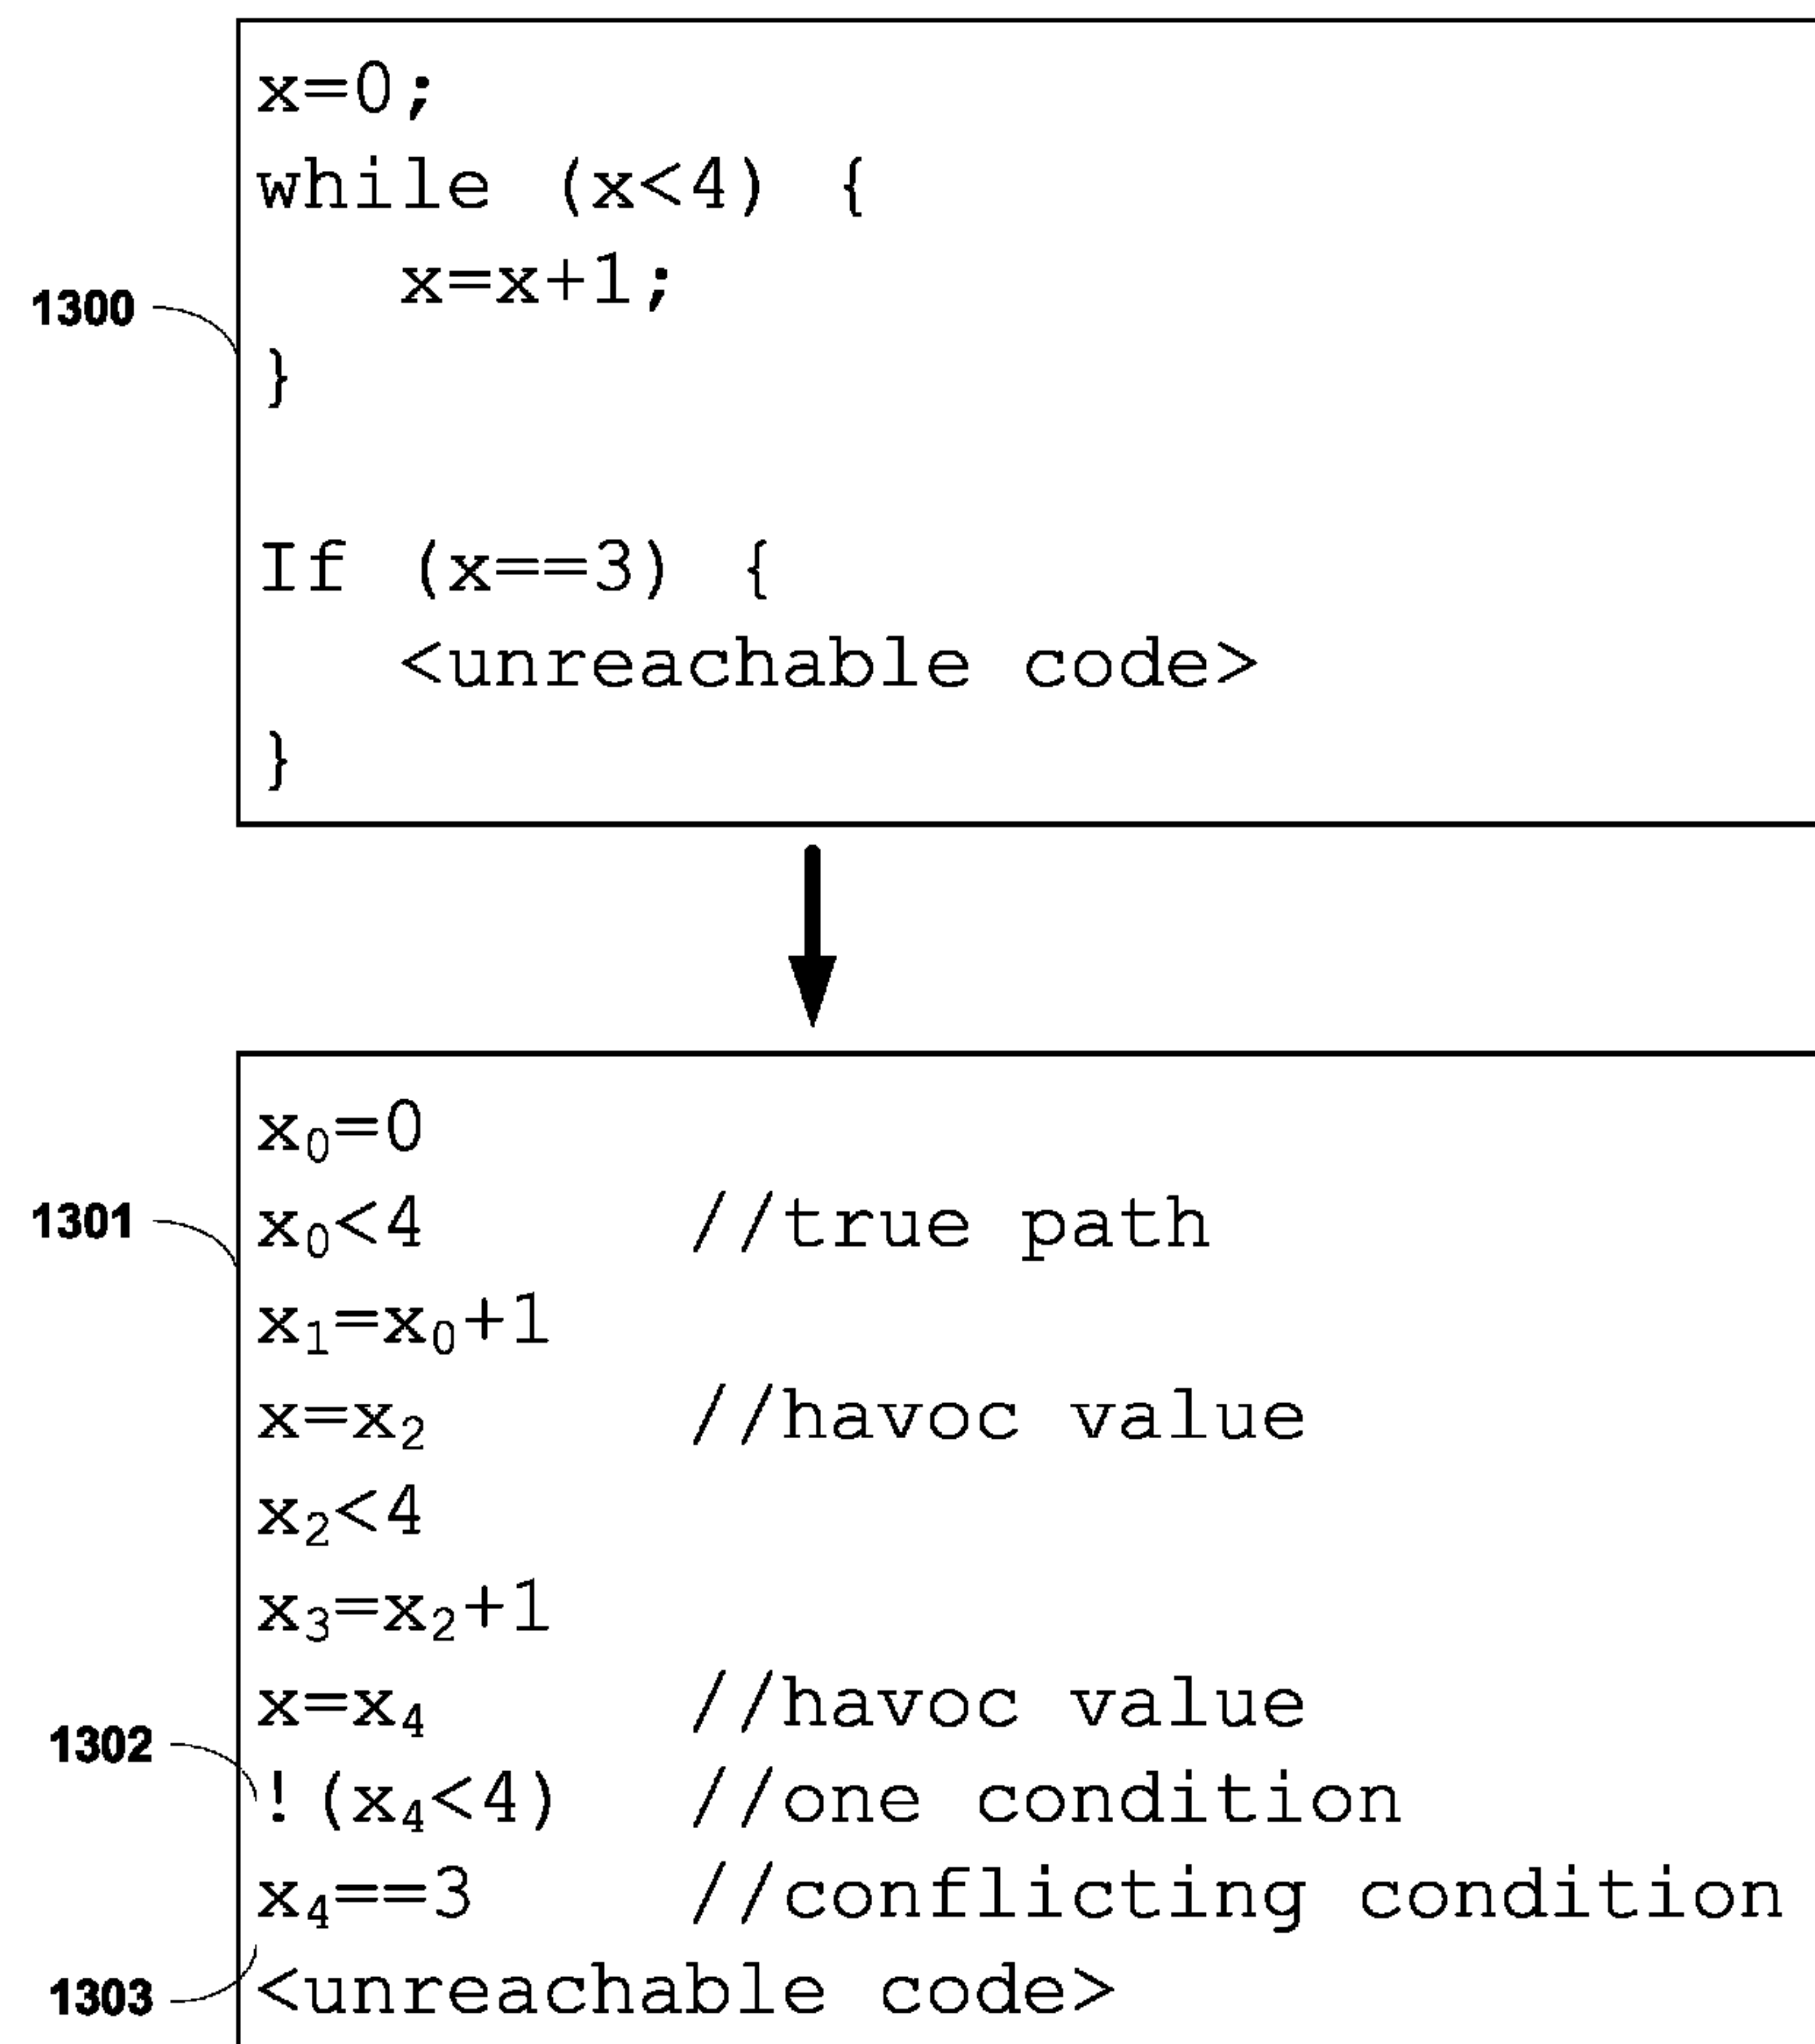 x=0;
while (x<4) {
x=x+1;
1300
}
If (x==3) {
<unreachable code>
}
x₀=0
1301
x₀<4 //true path
x₁=x₀+1
x=x₂ //havoc value
x₂<4
x₃=x₂+1
x=x₄ //havoc value
1302
!(x₄<4) //one condition
x₄==3 //conflicting condition
1303
<unreachable code>